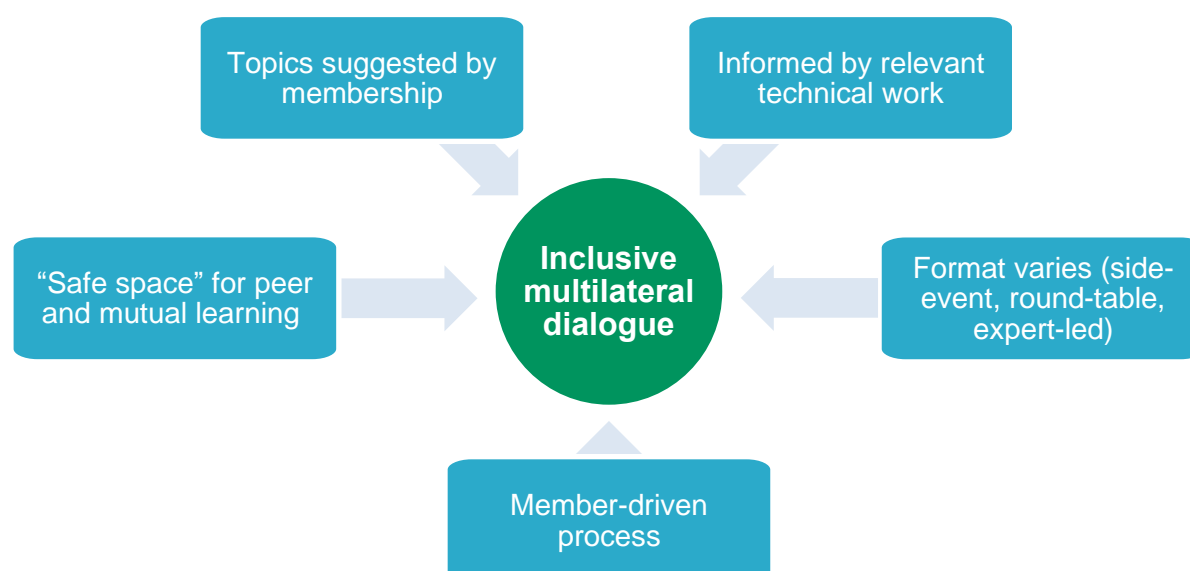 Topics suggested by
membership
Informed by relevant
technical work
“Safe space” for peer
and mutual learning
Inclusive
multilateral
dialogue
Format varies (side-
event, round-table,
expert-led)
Member-driven
process